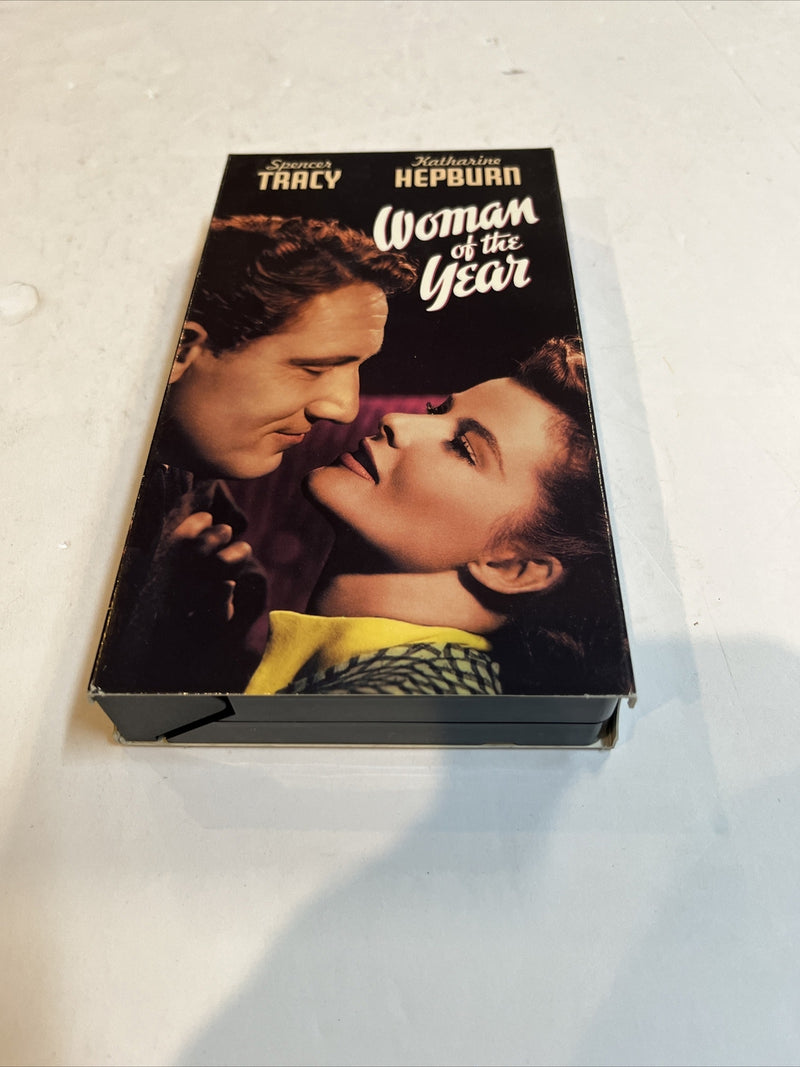 Spencer
TRACY
Katharine
HEPBURN
Woman
of the
Year